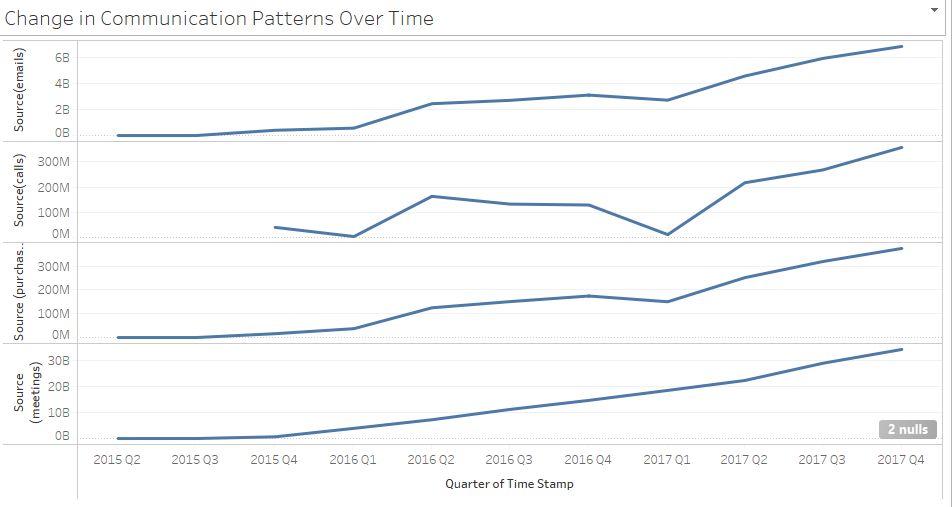 Change in Communication Patterns Over Time
Source(emails)
6B
4B
2B
0B
Source(calls)
300M
200M
100M
0M
Source (purchas..
300M
200M
100M
0M
Source
(meetings)
30B
20B
10B
0B
2 nulls
2015 Q2 2015 Q3 2015 Q4 2016 Q1 2016 Q2 2016 Q3 2016 Q4 2017 Q1 2017 Q2 2017 Q3 2017 Q4
Quarter of Time Stamp